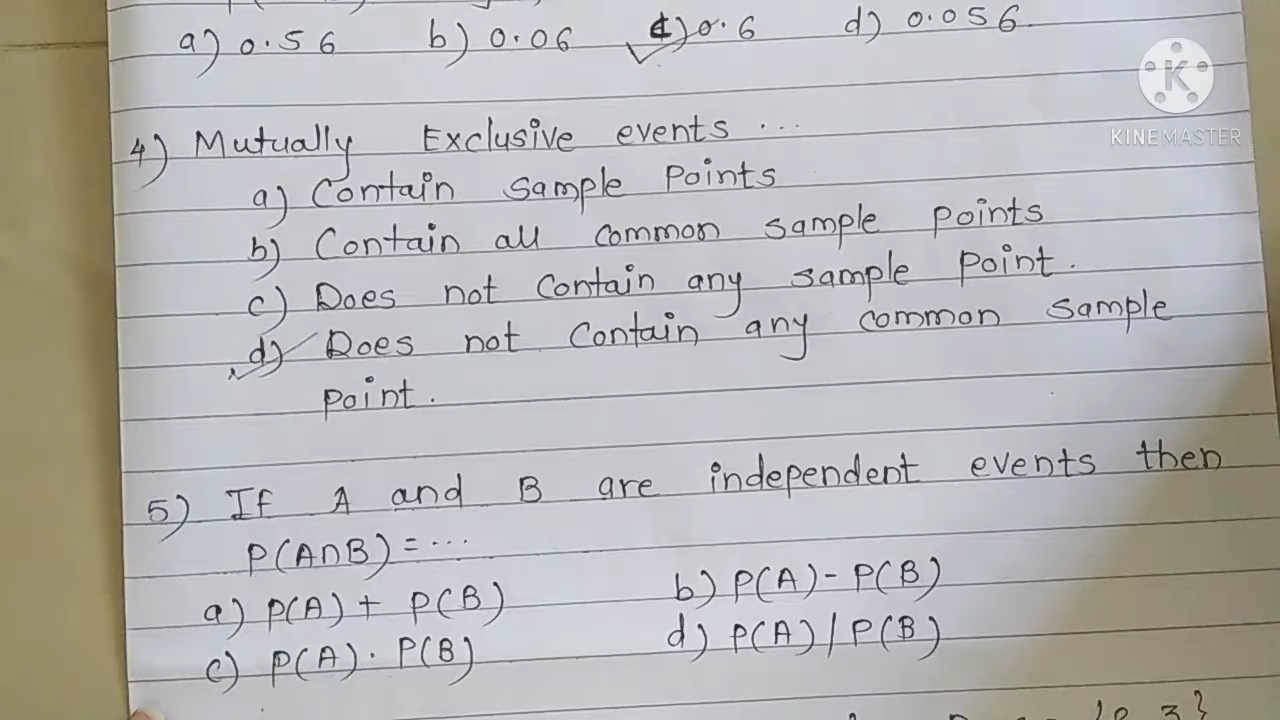 a) 0.56 b) 0.06 c) 0.6 d) 0.056
K
KINEMASTER
4) Mutually Exclusive events ...
a) Contain sample points
b) Contain all common sample points
c) Does not contain any sample point.
d) Does not contain any common sample
point.
5) If A and B are independent events then
P(A∩B) = ...
a) P(A) + P(B) b) P(A) - P(B)
c) P(A) . P(B) d) P(A) / P(B)